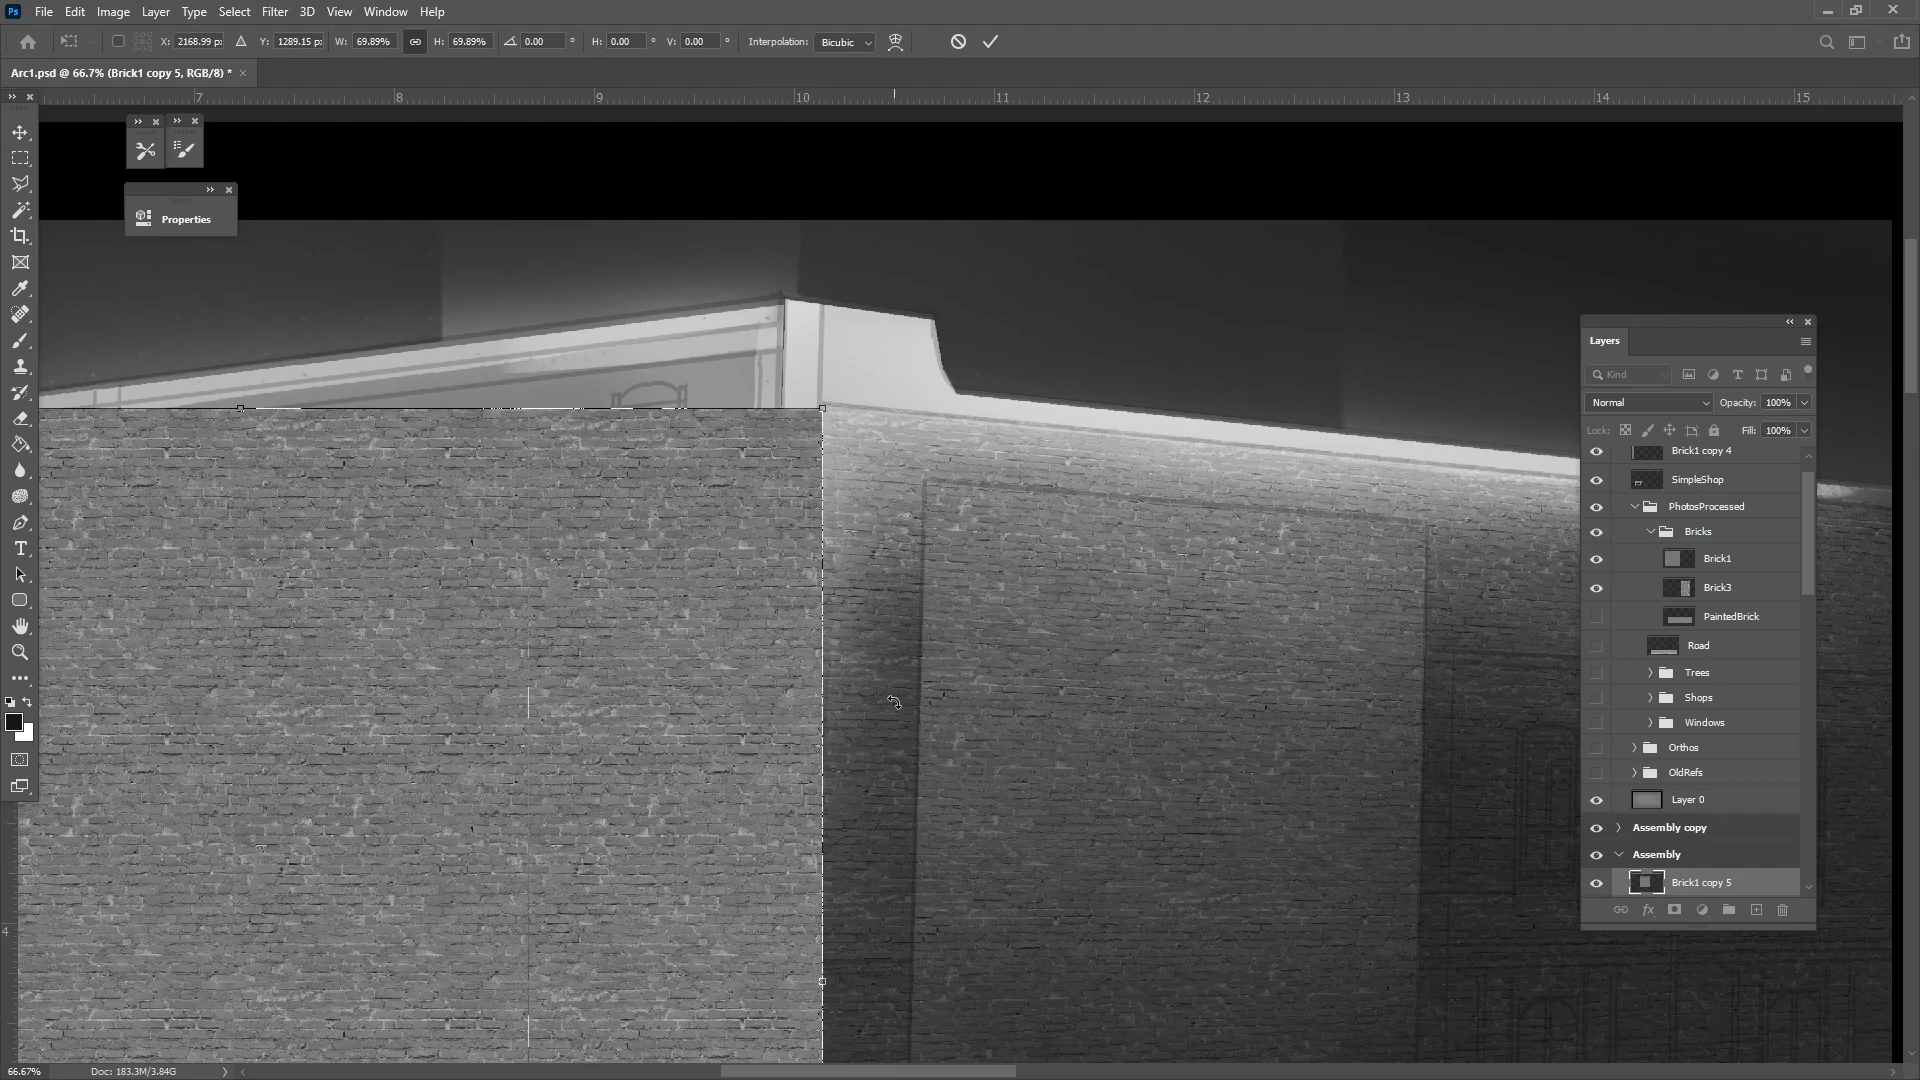 Ps File Edit Image Layer Type Select Filter 3D View Window Help
X: 2168.99 p: Y: 1289.15 p: W: 69.89% H: 69.89% 0.00 ° H: 0.00 ° V: 0.00 ° Interpolation: Bicubic
Arc1.psd @ 66.7% (Brick1 copy 5, RGB/8) *
7 8 9 10 11 12 13 14 15
Properties
Layers
Kind
Normal Opacity: 100%
Lock: Fill: 100%
Brick1 copy 4
SimpleShop
PhotosProcessed
Bricks
Brick1
Brick3
PaintedBrick
Road
Trees
Shops
Windows
Orthos
OldRefs
Layer 0
Assembly copy
Assembly
Brick1 copy 5
fx
4
66.67% Doc: 183.3M/3.84G